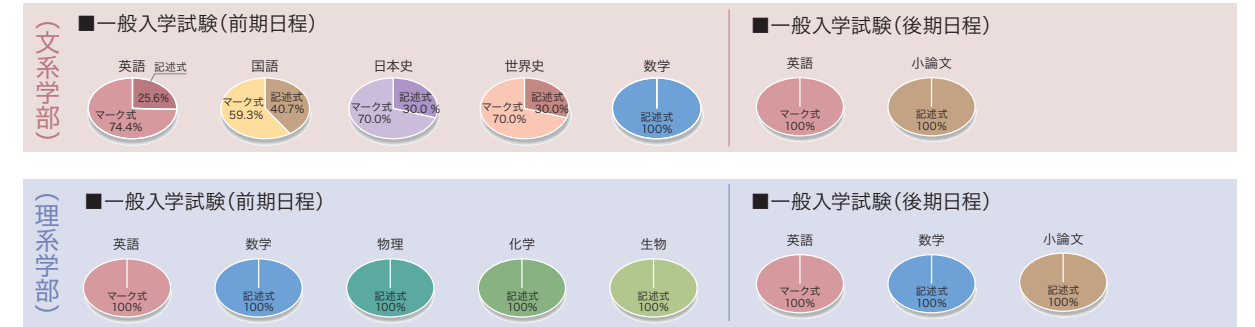 (文系学部)
■一般入学試験(前期日程)
英語
記述式
25.6%
マーク式
74.4%
国語
記述式
40.7%
マーク式
59.3%
日本史
記述式
30.0 %
マーク式
70.0%
世界史
記述式
30.0%
マーク式
70.0%
数学
記述式
100%
■一般入学試験(後期日程)
英語
マーク式
100%
小論文
記述式
100%
(理系学部)
■一般入学試験(前期日程)
英語
マーク式
100%
数学
記述式
100%
物理
記述式
100%
化学
記述式
100%
生物
記述式
100%
■一般入学試験(後期日程)
英語
マーク式
100%
数学
記述式
100%
小論文
記述式
100%